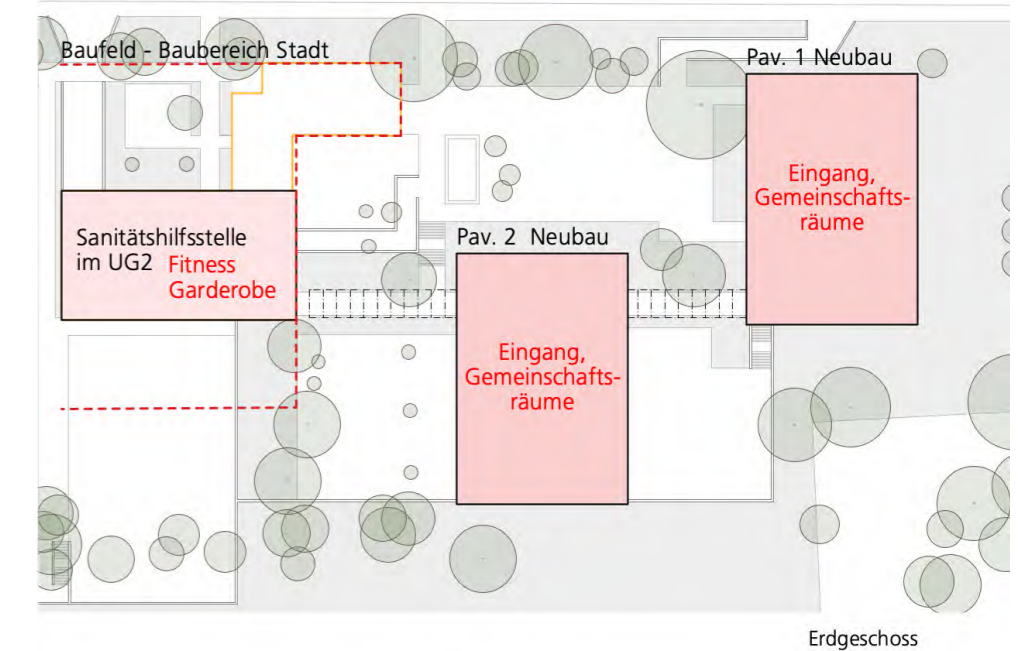 Baufeld - Baubereich Stadt
Pav. 1 Neubau
Eingang,
Gemeinschafts-
räume
Sanitätshilfsstelle
im UG2 Fitness
Garderobe
Pav. 2 Neubau
Eingang,
Gemeinschafts-
räume
Erdgeschoss